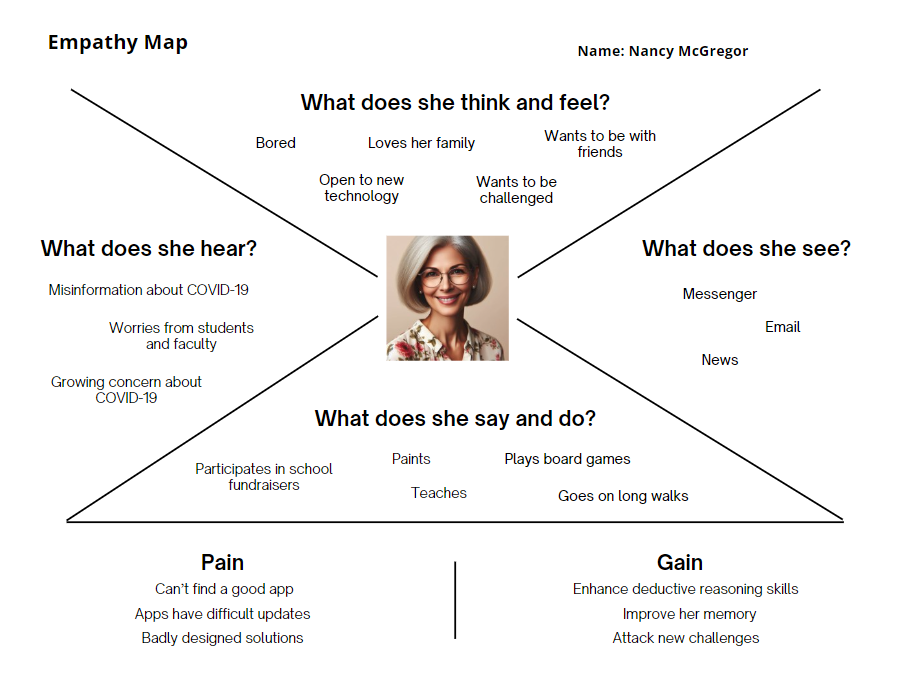 Empathy Map
Name: Nancy McGregor
What does she think and feel?
Bored
Loves her family
Wants to be with
friends
Open to new
technology
Wants to be
challenged
What does she hear?
Misinformation about COVID-19
Worries from students
and faculty
Growing concern about
COVID-19
What does she see?
Messenger
Email
News
What does she say and do?
Participates in school
fundraisers
Paints
Plays board games
Teaches
Goes on long walks
Pain
Can’t find a good app
Apps have difficult updates
Badly designed solutions
Gain
Enhance deductive reasoning skills
Improve her memory
Attack new challenges